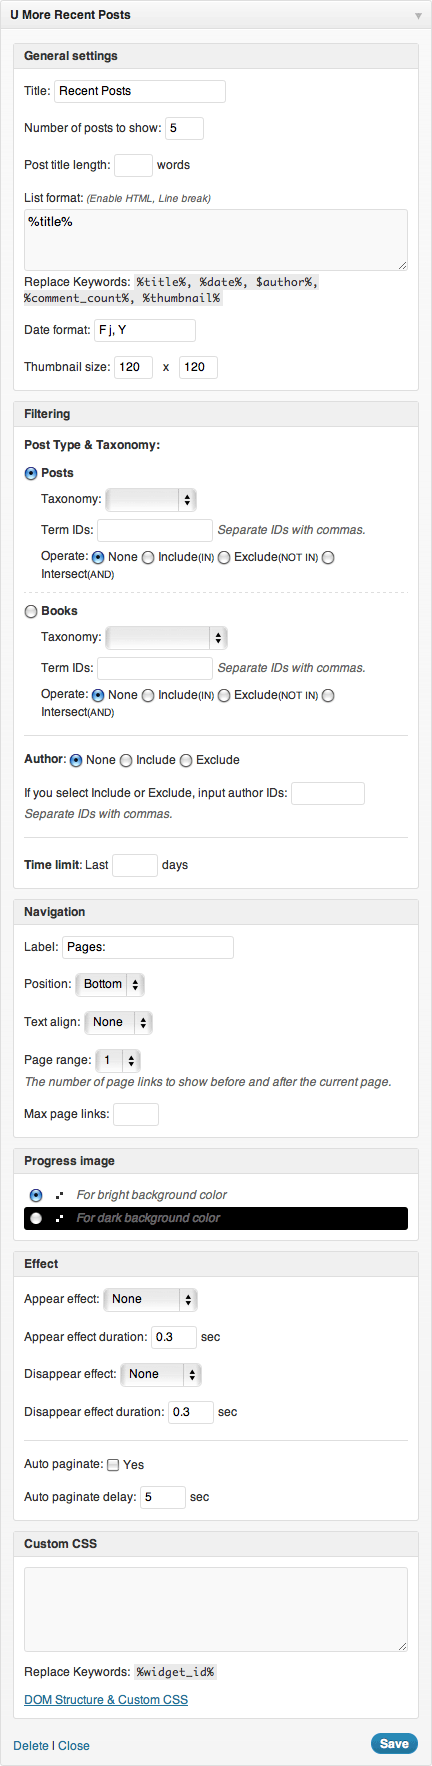 U More Recent Posts
General settings
Title: Recent Posts
Number of posts to show: 5
Post title length: words
List format: (Enable HTML, Line break)
%title%
Replace Keywords: %title%, %date%, $author%,
%comment_count%, %thumbnail%
Date format: F j, Y
Thumbnail size: 120 x 120
Filtering
Post Type & Taxonomy:
Posts
Taxonomy:
Term IDs: Separate IDs with commas.
Operate: None Include(IN) Exclude(NOT IN)
Intersect(AND)
Books
Taxonomy:
Term IDs: Separate IDs with commas.
Operate: None Include(IN) Exclude(NOT IN)
Intersect(AND)
Author: None Include Exclude
If you select Include or Exclude, input author IDs:
Separate IDs with commas.
Time limit: Last days
Navigation
Label: Pages:
Position: Bottom
Text align: None
Page range: 1
The number of page links to show before and after the current page.
Max page links:
Progress image
For bright background color
For dark background color
Effect
Appear effect: None
Appear effect duration: 0.3 sec
Disappear effect: None
Disappear effect duration: 0.3 sec
Auto paginate: Yes
Auto paginate delay: 5 sec
Custom CSS
Replace Keywords: %widget_id%
DOM Structure & Custom CSS
Delete | Close Save